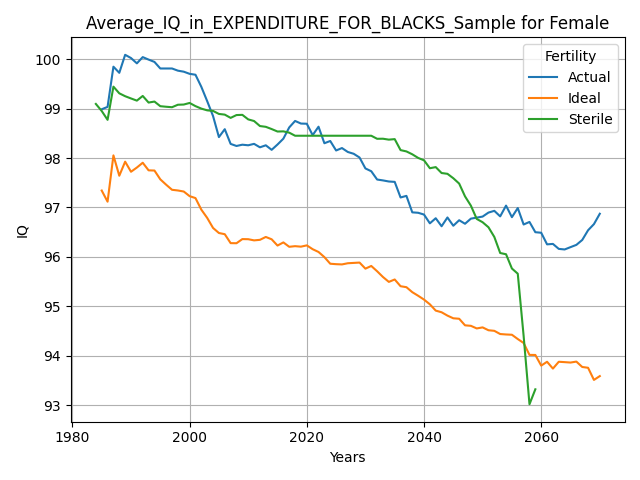 Average_IQ_in_EXPENDITURE_FOR_BLACKS_Sample for Female
Fertility
Actual
Ideal
Sterile
IQ
100
99
98
97
96
95
94
93
1980
2000
2020
2040
2060
Years